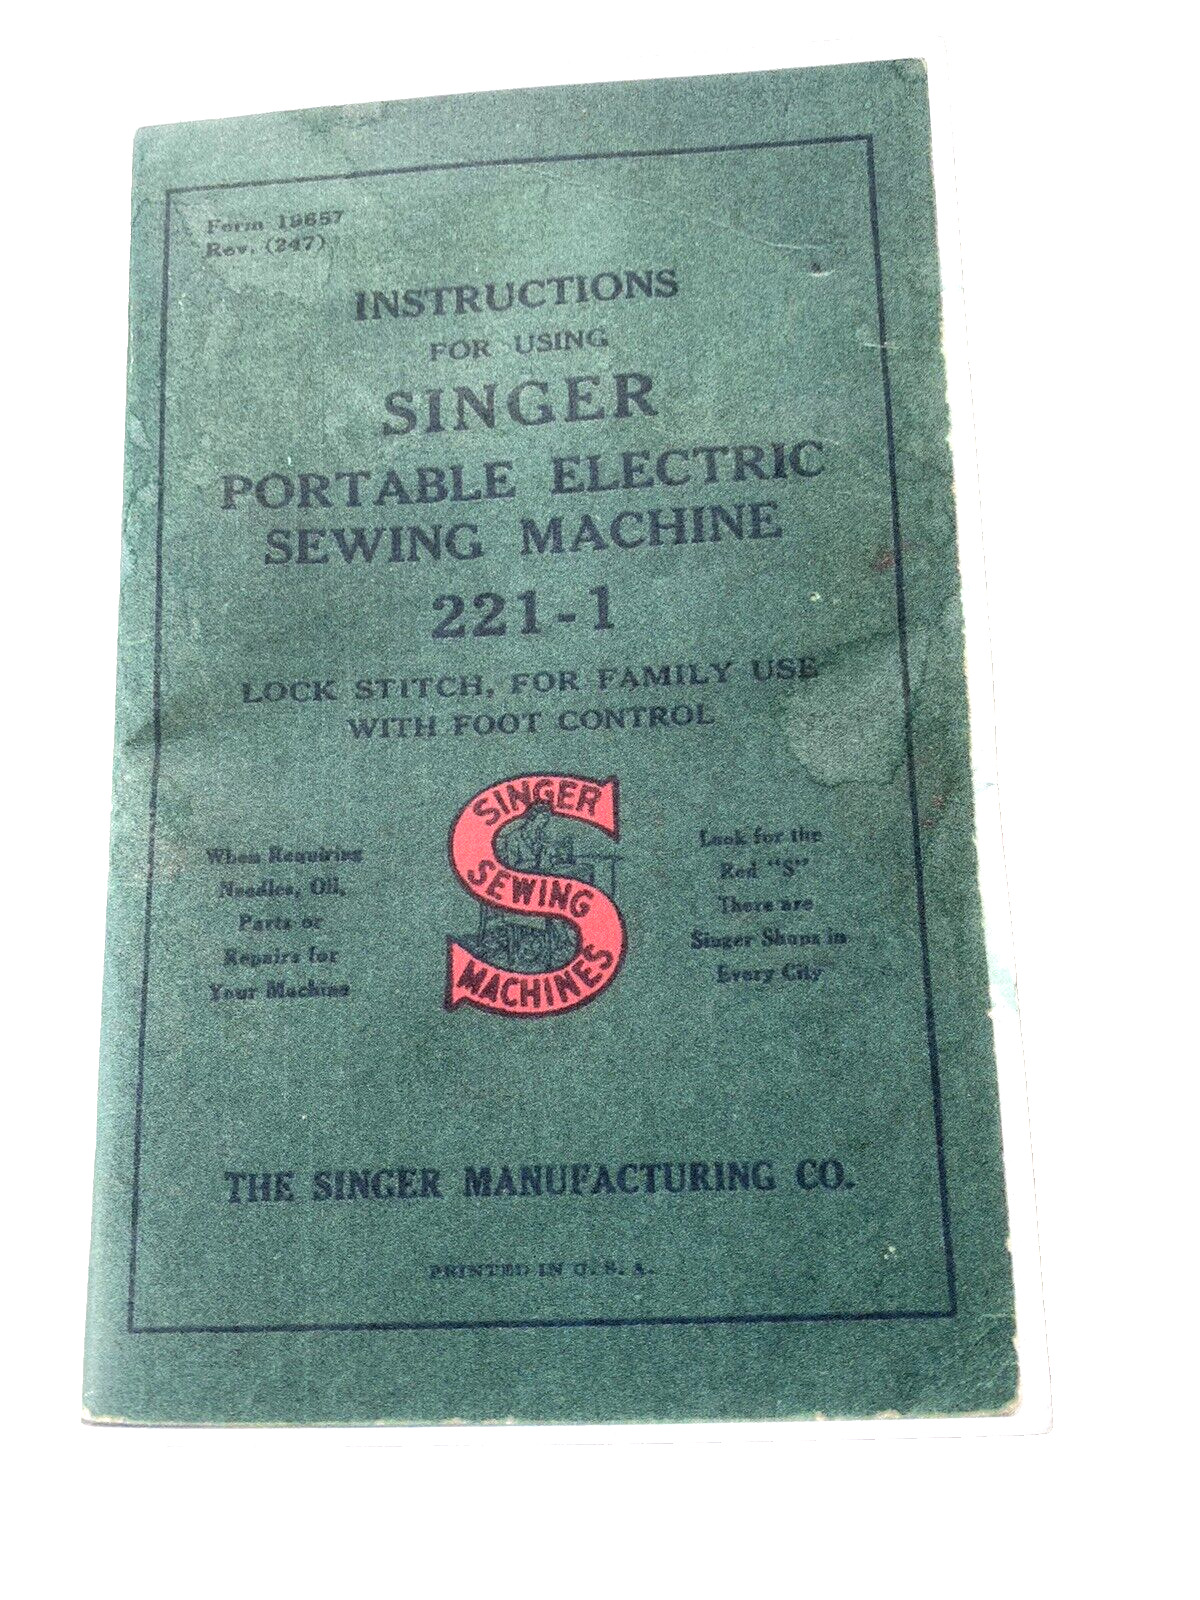 Form 19657
Rev. (247)
INSTRUCTIONS
FOR USING
SINGER
PORTABLE ELECTRIC
SEWING MACHINE
221-1
LOCK STITCH, FOR FAMILY USE
WITH FOOT CONTROL
When Requiring
Needles, Oil,
Parts or
Repairs for
Your Machine
SINGER
SEWING
MACHINES
Look for the
Red "S"
There are
Singer Shops in
Every City
THE SINGER MANUFACTURING CO.
PRINTED IN U. S. A.